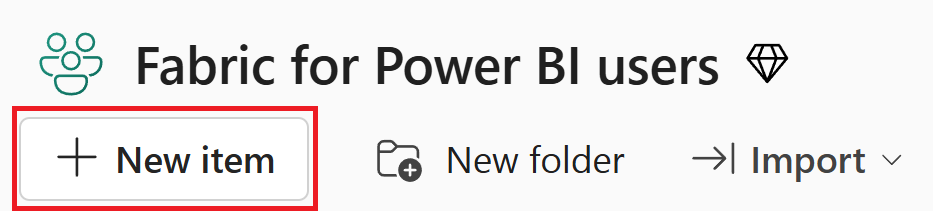 Fabric for Power BI users
New item New folder Import